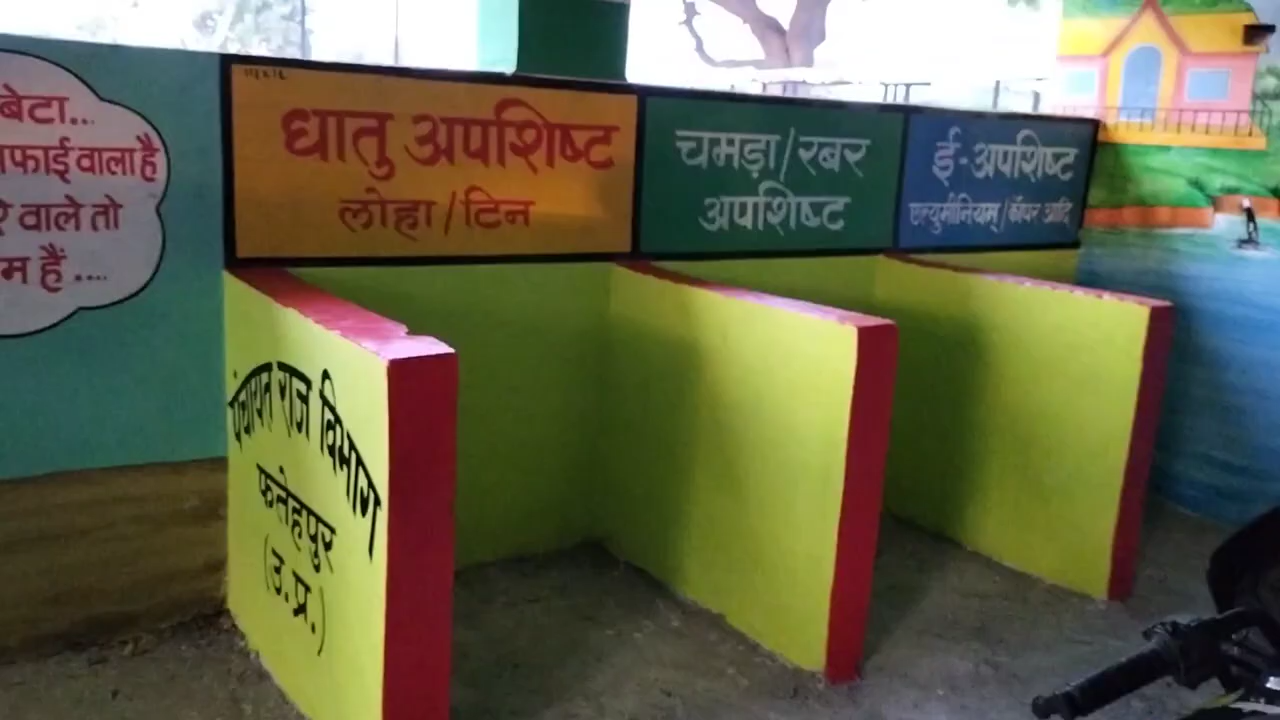 बेटा...
फाई वाला है
वाले तो
हैं ....
धातु अपशिष्ट
लोहा / टिन
चमड़ा / रबर
अपशिष्ट
ई-अपशिष्ट
एल्युमीनियम् / कॉपर आदि
पंचायत राज विभाग
फतेहपुर
(उ.प्र.)